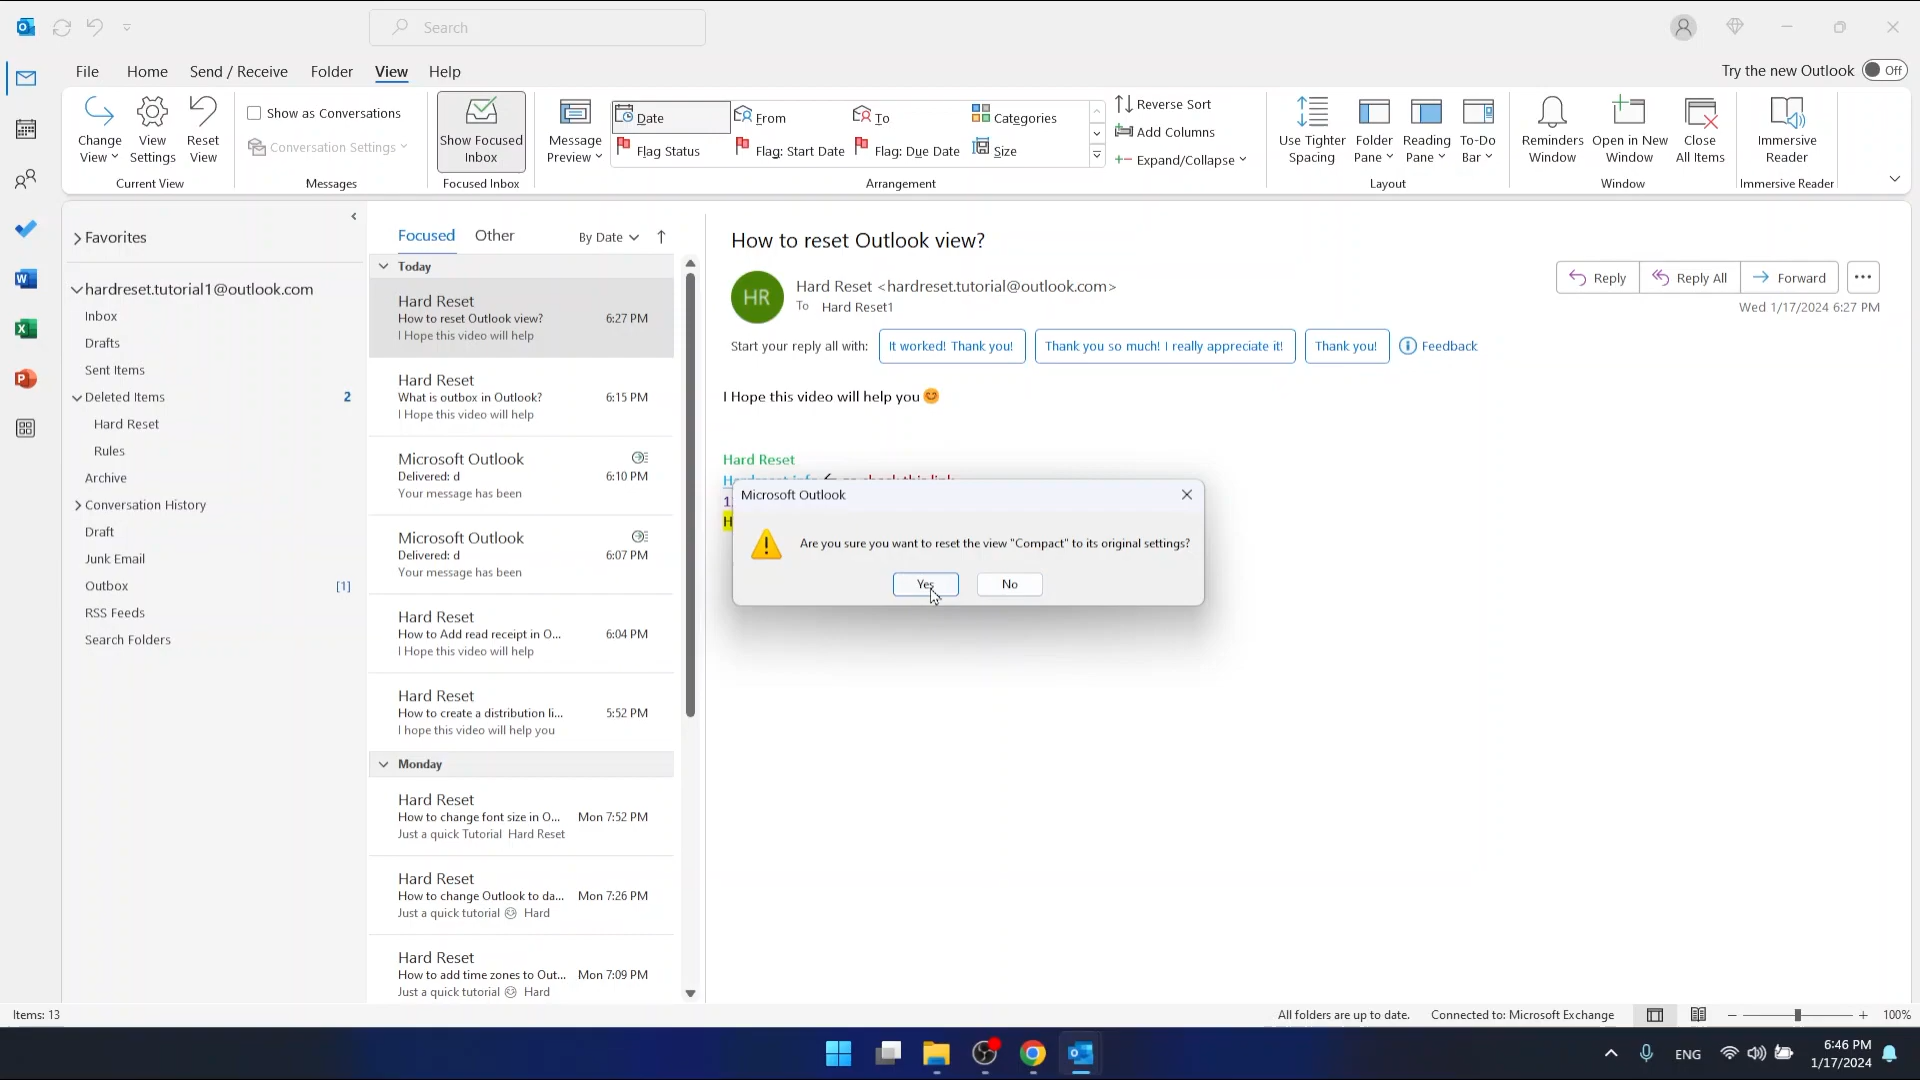 Search
File Home Send / Receive Folder View Help
Try the new Outlook Off
Change View
View Settings
Reset View
Current View
Show as Conversations
Conversation Settings
Messages
Show Focused Inbox
Focused Inbox
Message Preview
Date From To Categories
Flag Status Flag: Start Date Flag: Due Date Size
Arrangement
Reverse Sort
Add Columns
Expand/Collapse
Use Tighter Spacing
Folder Pane
Reading Pane
To-Do Bar
Layout
Reminders Window
Open in New Window
Close All Items
Window
Immersive Reader
Immersive Reader
Favorites
hardreset.tutorial1@outlook.com
Inbox
Drafts
Sent Items
Deleted Items 2
Hard Reset
Rules
Archive
Conversation History
Draft
Junk Email
Outbox [1]
RSS Feeds
Search Folders
Focused Other By Date
Today
Hard Reset
How to reset Outlook view? 6:27 PM
I Hope this video will help
Hard Reset
What is outbox in Outlook? 6:15 PM
I Hope this video will help
Microsoft Outlook
Delivered: d 6:10 PM
Your message has been
Microsoft Outlook
Delivered: d 6:07 PM
Your message has been
Hard Reset
How to Add read receipt in O... 6:04 PM
I Hope this video will help
Hard Reset
How to create a distribution li... 5:52 PM
I hope this video will help you
Monday
Hard Reset
How to change font size in O... Mon 7:52 PM
Just a quick Tutorial Hard Reset
Hard Reset
How to change Outlook to da... Mon 7:26 PM
Just a quick tutorial 😊 Hard
Hard Reset
How to add time zones to Out... Mon 7:09 PM
Just a quick tutorial 😊 Hard
How to reset Outlook view?
HR
Hard Reset <hardreset.tutorial@outlook.com>
To Hard Reset1
Reply Reply All Forward
Wed 1/17/2024 6:27 PM
Start your reply all with: It worked! Thank you! Thank you so much! I really appreciate it! Thank you! Feedback
I Hope this video will help you 😊
Hard Reset
Microsoft Outlook
Are you sure you want to reset the view "Compact" to its original settings?
Yes No
Items: 13
All folders are up to date. Connected to: Microsoft Exchange 100%
ENG
6:46 PM
1/17/2024